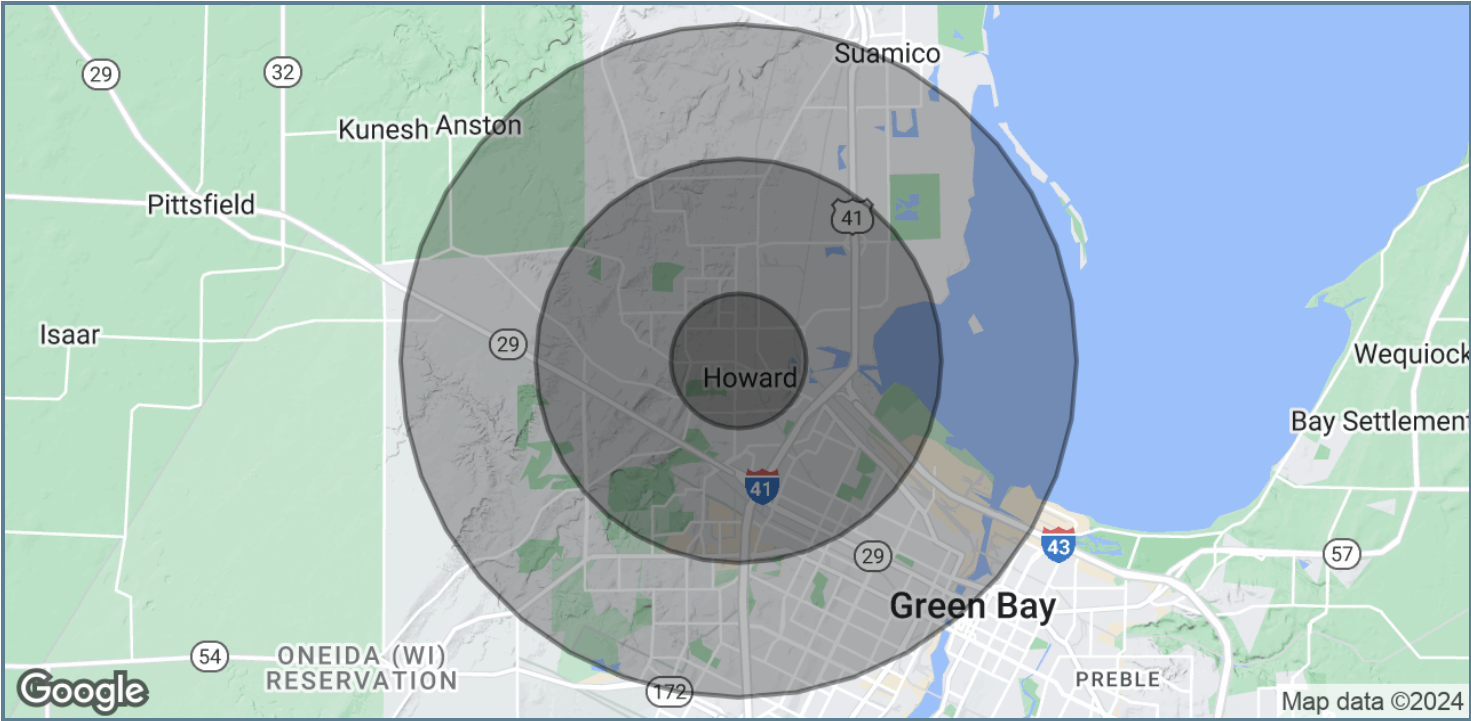 Suamico
29
32
Kunesh
Anston
Pittsfield
41
Isaar
29
Wequiock
Howard
Bay Settlement
41
43
29
57
Green Bay
54
ONEIDA (WI)
RESERVATION
PREBLE
172
Google
Map data ©2024